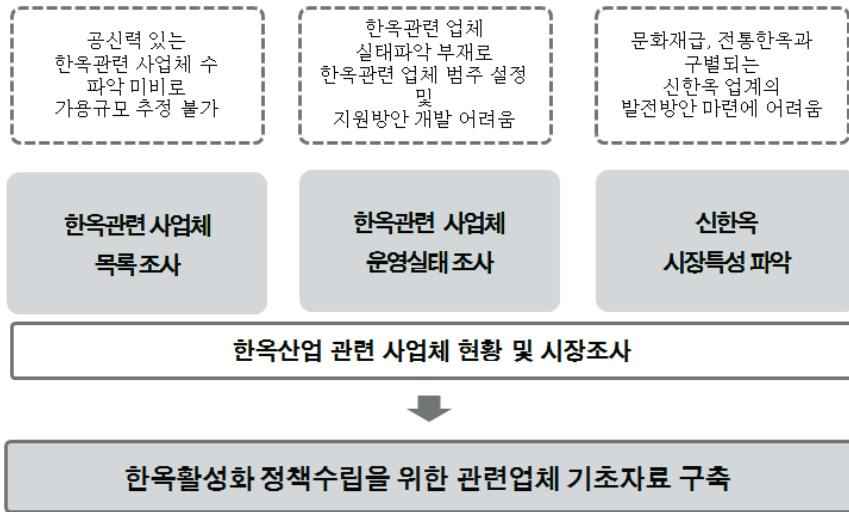 공신력 있는
한옥관련 사업체 수
파악 미비로
가용규모 추정 불가
한옥관련 업체
실태파악 부재로
한옥관련 업체 범주 설정
및
지원방안 개발 어려움
문화재급, 전통한옥과
구별되는
신한옥 업계의
발전방안 마련에 어려움
한옥관련 사업체
목록 조사
한옥관련 사업체
운영실태 조사
신한옥
시장특성 파악
한옥산업 관련 사업체 현황 및 시장조사
한옥활성화 정책수립을 위한 관련업체 기초자료 구축